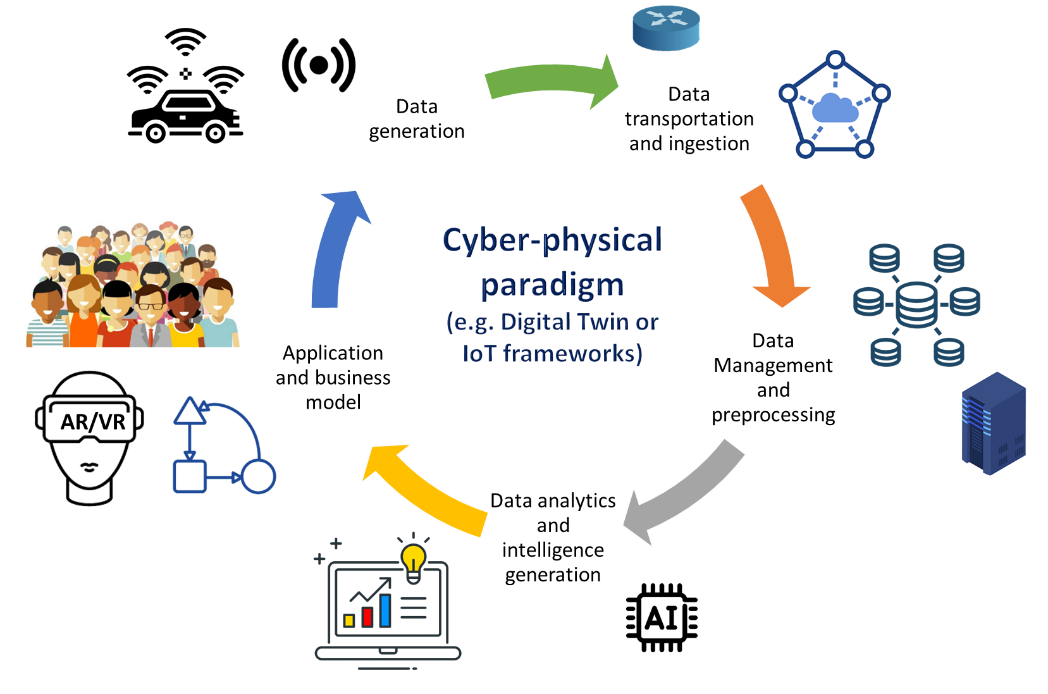 Data
generation
Data
transportation
and ingestion
Cyber-physical
paradigm
(e.g. Digital Twin or
IoT frameworks)
Data
Management
and
preprocessing
Application
and business
model
AR/VR
Data analytics
and
intelligence
generation
AI